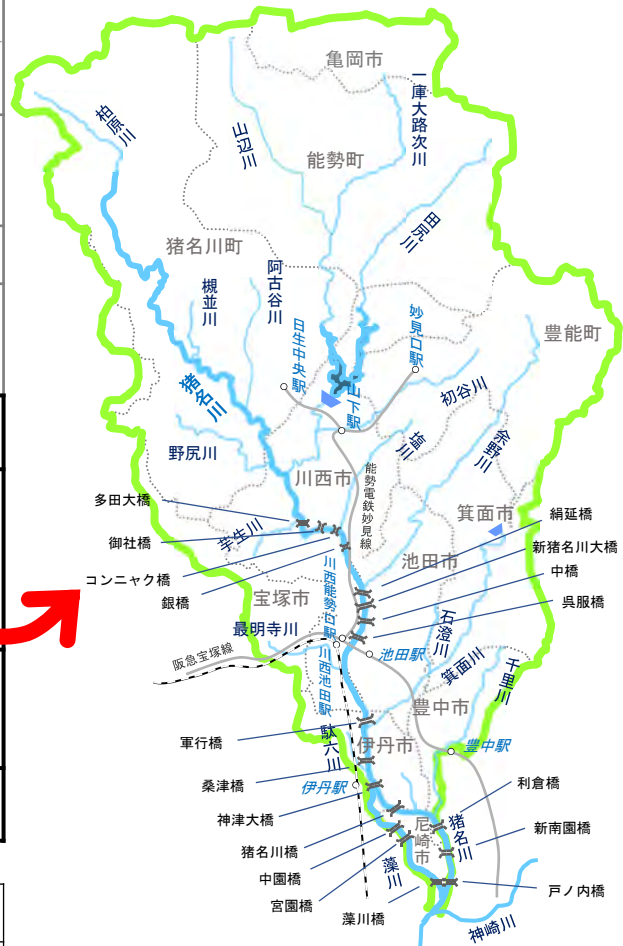 亀岡市
一庫大路次川
柏原川
山辺川
能勢町
田尻川
猪名川町
阿古谷川
槻並川
日生中央駅
妙見口駅
豊能町
猪名川
山下駅
初谷川
余野川
塩川
野尻川
川西市
能勢電鉄妙見線
多田大橋
箕面市
絹延橋
芋生川
御社橋
新猪名川大橋
池田市
コンニャク橋
中橋
銀橋
宝塚市
川西能勢口駅
呉服橋
石澄川
最明寺川
池田駅
箕面川
阪急宝塚線
川西池田駅
千里川
豊中市
軍行橋
駄六川
伊丹市
豊中駅
桑津橋
伊丹駅
利倉橋
神津大橋
尼崎市
猪名川
猪名川橋
新南園橋
中園橋
藻川
宮園橋
戸ノ内橋
藻川橋
神崎川